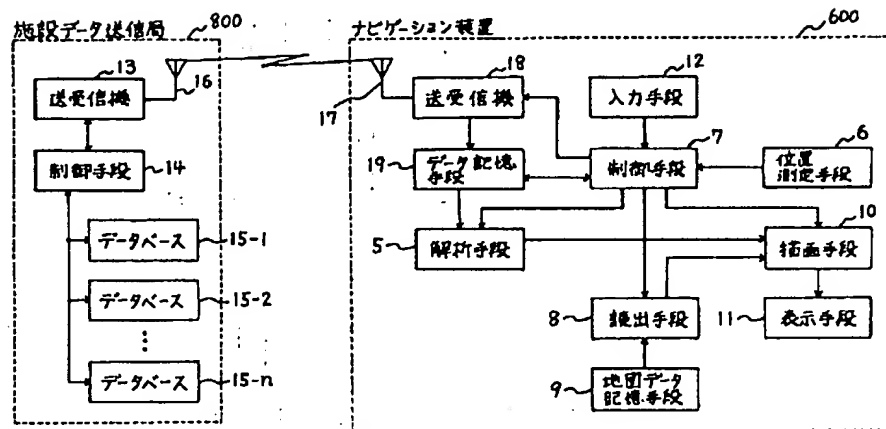 施設データ送信局
800
13
送受信機
16
制御手段
14
データベース
15-1
データベース
15-2
⋮
データベース
15-n
ナビゲーション装置
600
17
18
送受信機
12
入力手段
19
データ記憶
手段
7
制御手段
6
位置
測定手段
5
解析手段
10
描画手段
8
読出手段
11
表示手段
9
地図データ
記憶手段